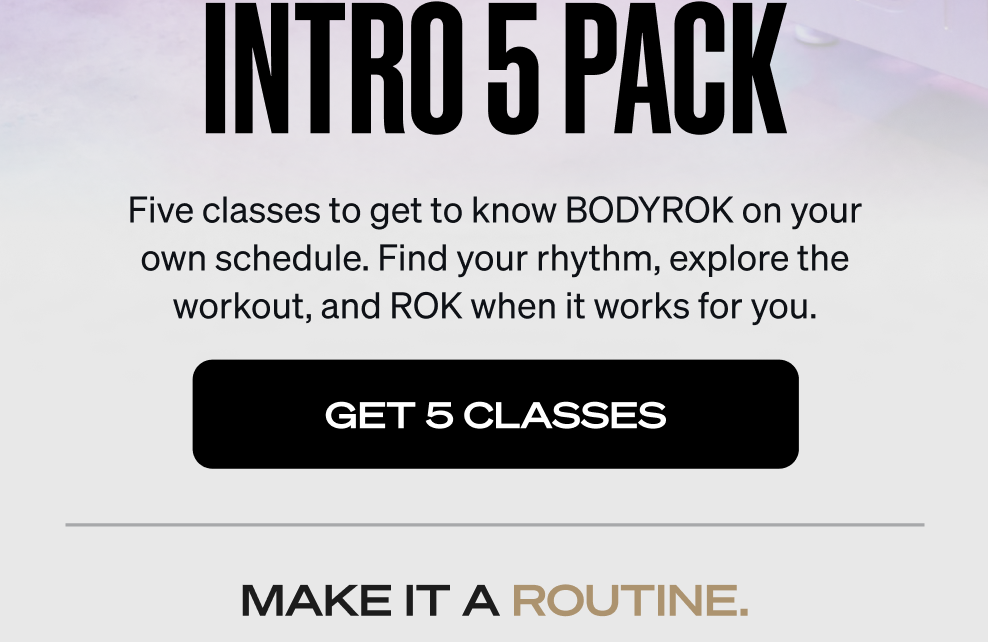 INTRO 5 PACK
Five classes to get to know BODYROK on your
own schedule. Find your rhythm, explore the
workout, and ROK when it works for you.
GET 5 CLASSES
MAKE IT A ROUTINE.